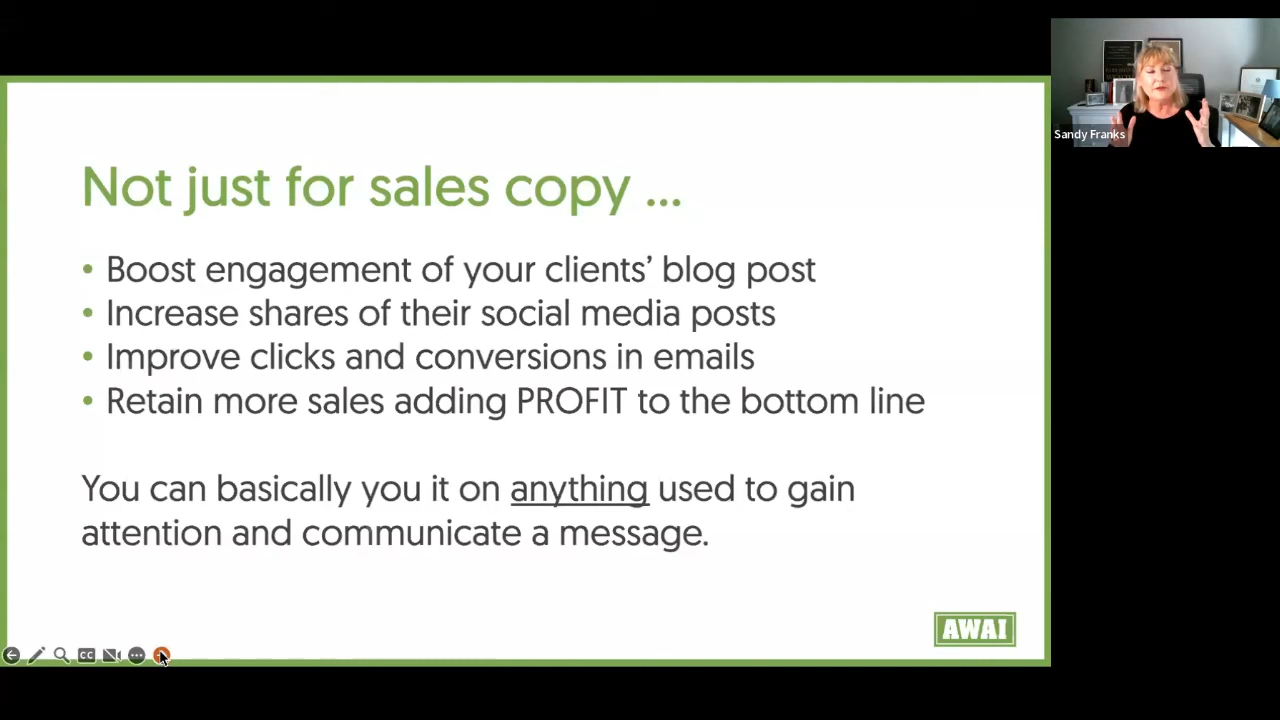 Not just for sales copy ...
• Boost engagement of your clients’ blog post
• Increase shares of their social media posts
• Improve clicks and conversions in emails
• Retain more sales adding PROFIT to the bottom line
You can basically you it on anything used to gain
attention and communicate a message.
AWAI
CC
Sandy Franks